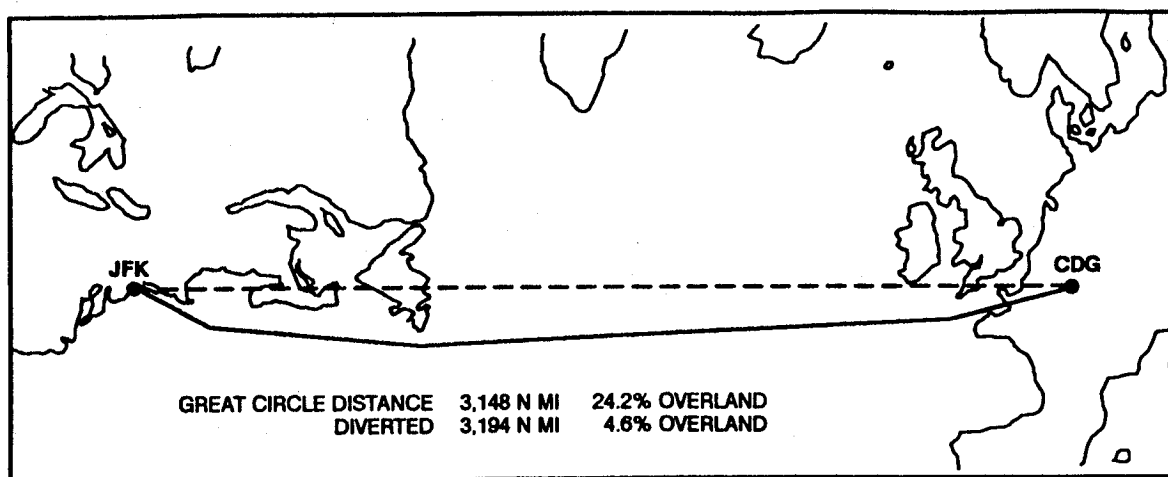 JFK
CDG
GREAT CIRCLE DISTANCE 3,148 N MI 24.2% OVERLAND
DIVERTED 3,194 N MI 4.6% OVERLAND